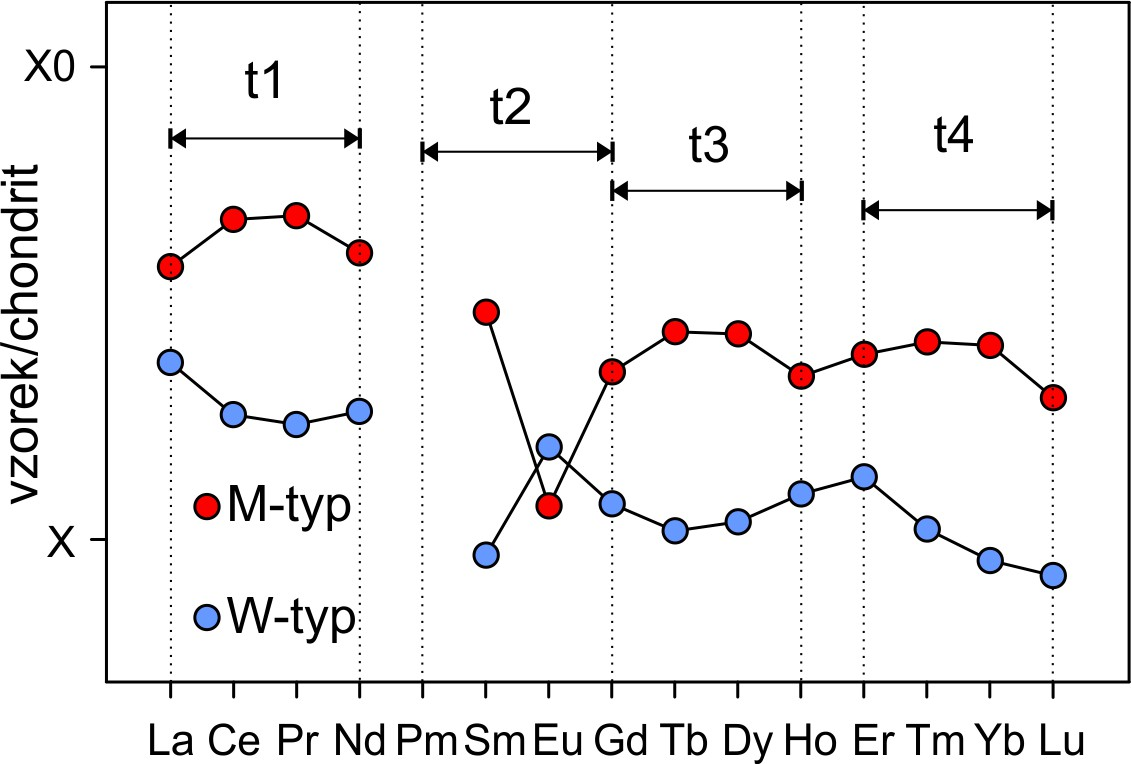 X0
t1
t2
t3
t4
vzorek/chondrit
X
M-typ
W-typ
La Ce Pr Nd Pm Sm Eu Gd Tb Dy Ho Er Tm Yb Lu